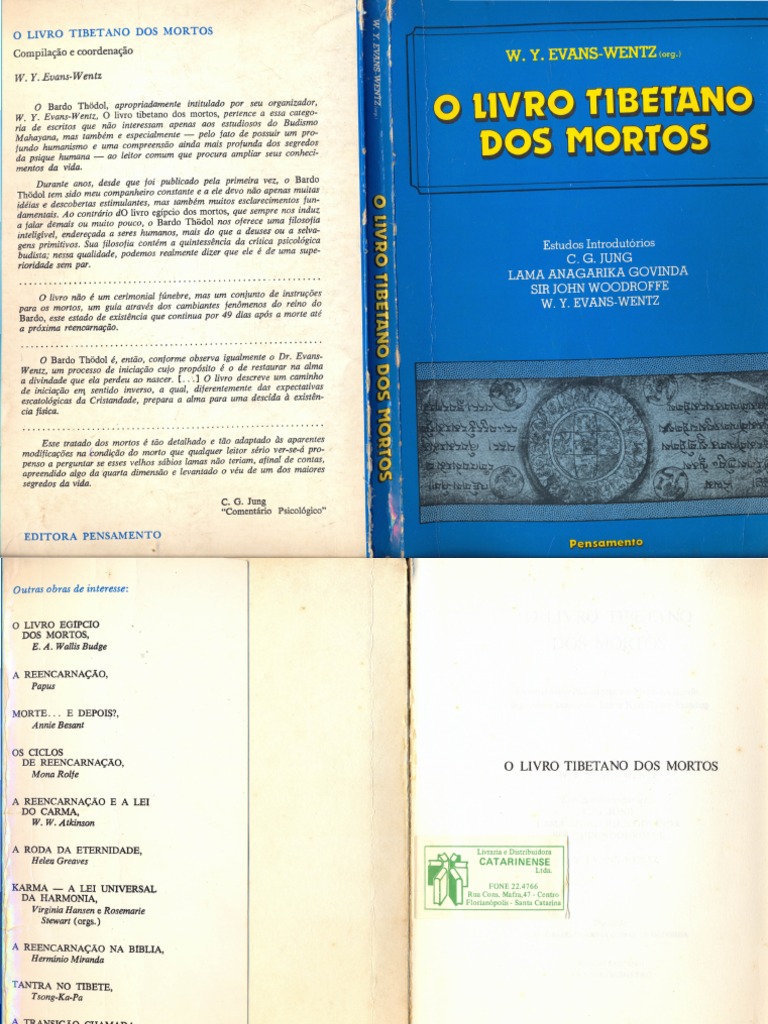 O LIVRO TIBETANO DOS MORTOS
Compilação e coordenação
W. Y. Evans-Wentz
O Bardo Thödol, apropriadamente intitulado por seu organizador,
W. Y. Evans-Wentz, O livro tibetano dos mortos, pertence a essa catego-
ria de escritos que não interessam apenas aos estudiosos do Budismo
Mahayana, mas também e especialmente — pelo fato de possuir um pro-
fundo humanismo e uma compreensão ainda mais profunda dos segredos
da psique humana — ao leitor comum que procura ampliar seus conheci-
mentos da vida.
Durante anos, desde que foi publicado pela primeira vez, o Bardo
Thödol tem sido meu companheiro constante e a ele devo não apenas muitas
idéias e descobertas estimulantes, mas também muitos esclarecimentos fun-
damentais. Ao contrário dO livro egípcio dos mortos, que sempre nos induz
a falar demais ou muito pouco, o Bardo Thödol nos oferece uma filosofia
inteligível, endereçada a seres humanos, mais do que a deuses ou a selva-
gens primitivos. Sua filosofia contém a quintessência da crítica psicológica
budista; nessa qualidade, podemos realmente dizer que ele é de uma supe-
rioridade sem par.
O livro não é um cerimonial fúnebre, mas um conjunto de instruções
para os mortos, um guia através dos cambiantes fenômenos do reino do
Bardo, este estado de existência que continua por 49 dias após a morte até
a próxima reencarnação.
O Bardo Thödol é, então, conforme observa igualmente o Dr. Evans-
Wentz, um processo de iniciação cujo propósito é o de restaurar na alma
a divindade que ela perdeu ao nascer. [...] O livro descreve um caminho
de iniciação em sentido inverso, a qual, diferentemente das expectativas
escatológicas da Cristandade, prepara a alma para uma descida à existên-
cia física.
Esse tratado dos mortos é tão detalhado e tão adaptado às aparentes
modificações na condição do morto que qualquer leitor sério ver-se-á pro-
penso a perguntar se esses velhos sábios lamas não teriam, afinal de contas,
apreendido algo da quarta dimensão e levantado o véu de um dos maiores
segredos da vida.
C. G. Jung
"Comentário Psicológico"
EDITORA PENSAMENTO
W. Y. EVANS-WENTZ (org.)
O LIVRO TIBETANO DOS MORTOS
W. Y. EVANS-WENTZ (org.)
O LIVRO TIBETANO
DOS MORTOS
Estudos Introdutórios
C. G. JUNG
LAMA ANAGARIKA GOVINDA
SIR JOHN WOODROFFE
W. Y. EVANS-WENTZ
Pensamento
Outras obras de interesse:
O LIVRO EGÍPCIO
DOS MORTOS,
E. A. Wallis Budge
A REENCARNAÇÃO,
Papus
MORTE... E DEPOIS?,
Annie Besant
OS CICLOS
DE REENCARNAÇÃO,
Mona Rolfe
A REENCARNAÇÃO E A LEI
DO CARMA,
W. W. Atkinson
A RODA DA ETERNIDADE,
Helen Greaves
KARMA — A LEI UNIVERSAL
DA HARMONIA,
Virginia Hansen e Rosemarie
Stewart (orgs.)
A REENCARNAÇÃO NA BÍBLIA,
Hermínio Miranda
TANTRA NO TIBETE,
Tsong-Ka-Pa
A TRANSIÇÃO CHAMADA
O LIVRO TIBETANO DOS MORTOS
Livraria e Distribuidora
CATARINENSE
Ltda.
FONE 22.4766
Rua Cons. Mafra, 47 - Centro
Florianópolis - Santa Catarina